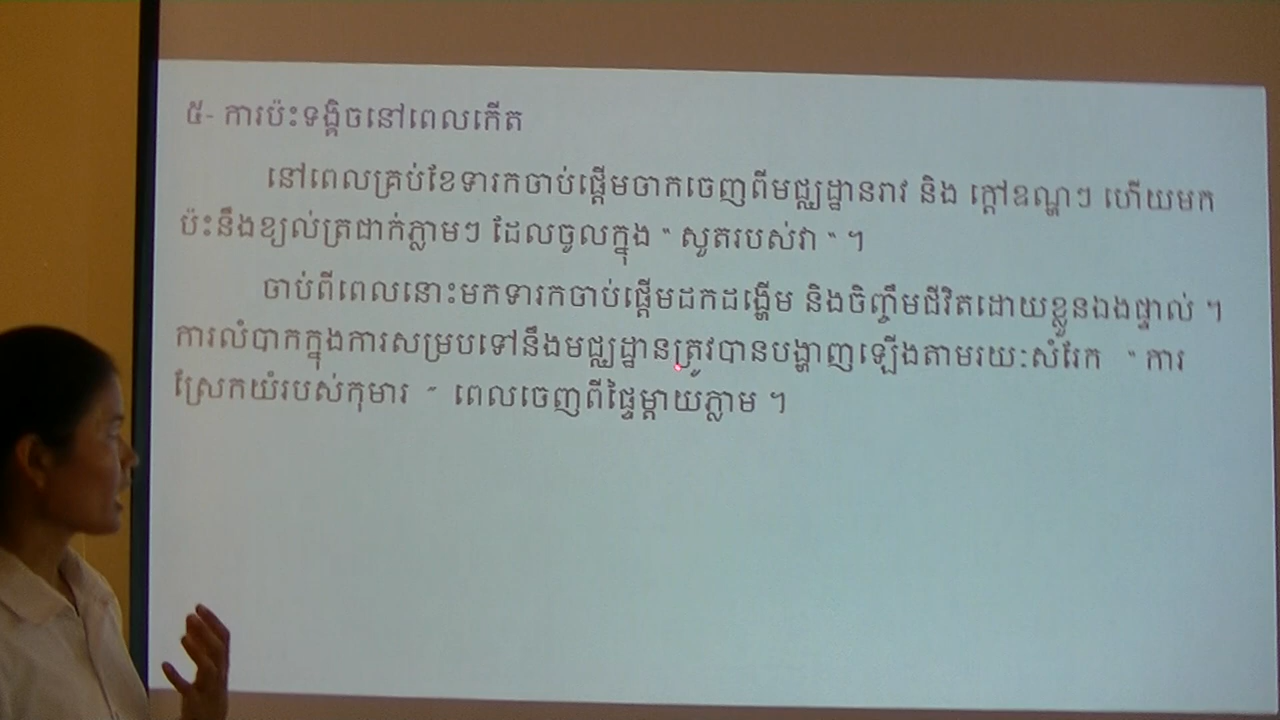 ៥- ការប៉ះទង្គិចនៅពេលកើត
នៅពេលគ្រប់ខែទារកចាប់ផ្តើមចាកចេញពីមជ្ឈដ្ឋានរាវ និង ក្តៅឧណ្ហៗ ហើយមក
ប៉ះនឹងខ្យល់ត្រជាក់ភ្លាមៗ ដែលចូលក្នុង “ សួតរបស់វា “ ។
ចាប់ពីពេលនោះមកទារកចាប់ផ្តើមដកដង្ហើម និងចិញ្ចឹមជីវិតដោយខ្លួនឯងផ្ទាល់ ។
ការលំបាកក្នុងការសម្របទៅនឹងមជ្ឈដ្ឋានត្រូវបានបង្ហាញឡើងតាមរយៈសំរែក “ ការ
ស្រែកយំរបស់កុមារ “ ពេលចេញពីផ្ទៃម្តាយភ្លាម ។